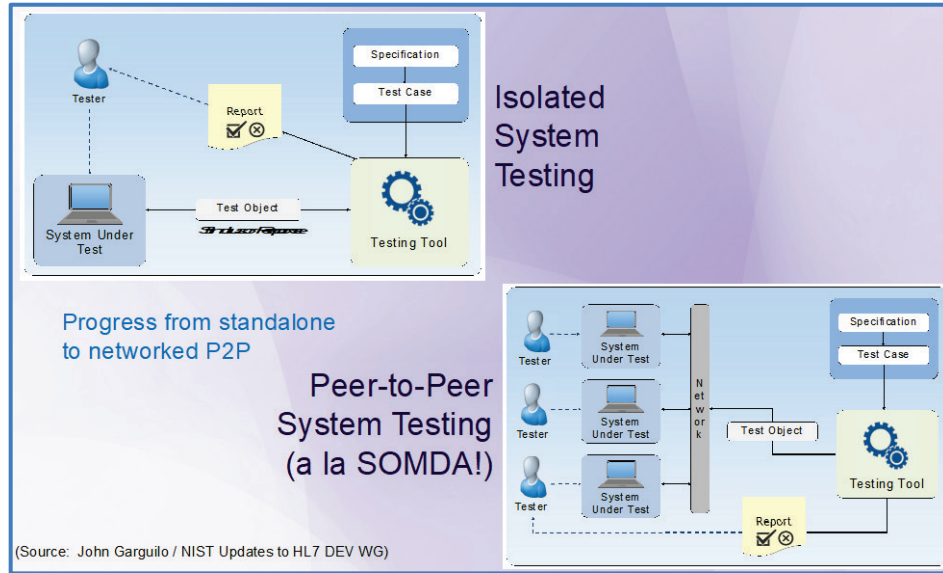 Specification
Test Case
Tester
Report
Test Object
System Under
Test
Testing Tool
Isolated
System
Testing
Progress from standalone
to networked P2P
Peer-to-Peer
System Testing
(a la SOMDA!)
Tester
System
Under Test
Tester
System
Under Test
Tester
System
Under Test
Network
Specification
Test Case
Test Object
Testing Tool
Report
(Source: John Garguilo / NIST Updates to HL7 DEV WG)